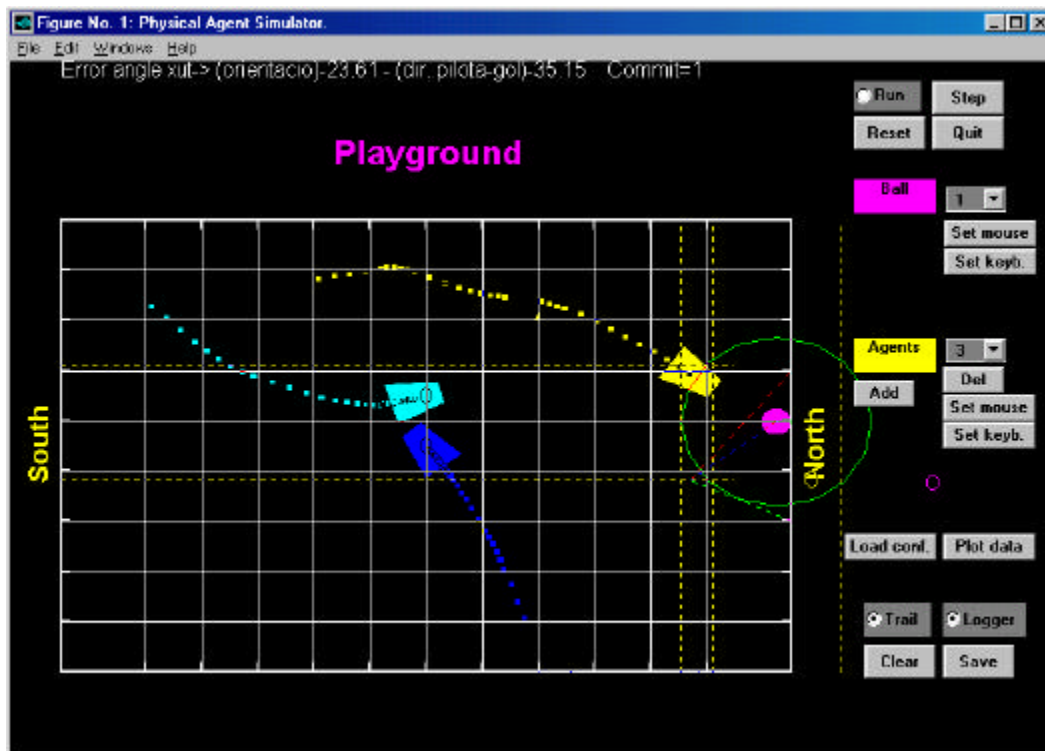 Figure No. 1: Physical Agent Simulator.
File Edit Windows Help
Error angle xut-> (orientacio)-23.61 - (dir. pilota-gol)-35.15 Commit=1
Run Step
Reset Quit
Playground
Ball 1
Set mouse
Set keyb.
Agents 3
Add Del
Set mouse
Set keyb.
South
North
Load conf. Plot data
Trail Logger
Clear Save